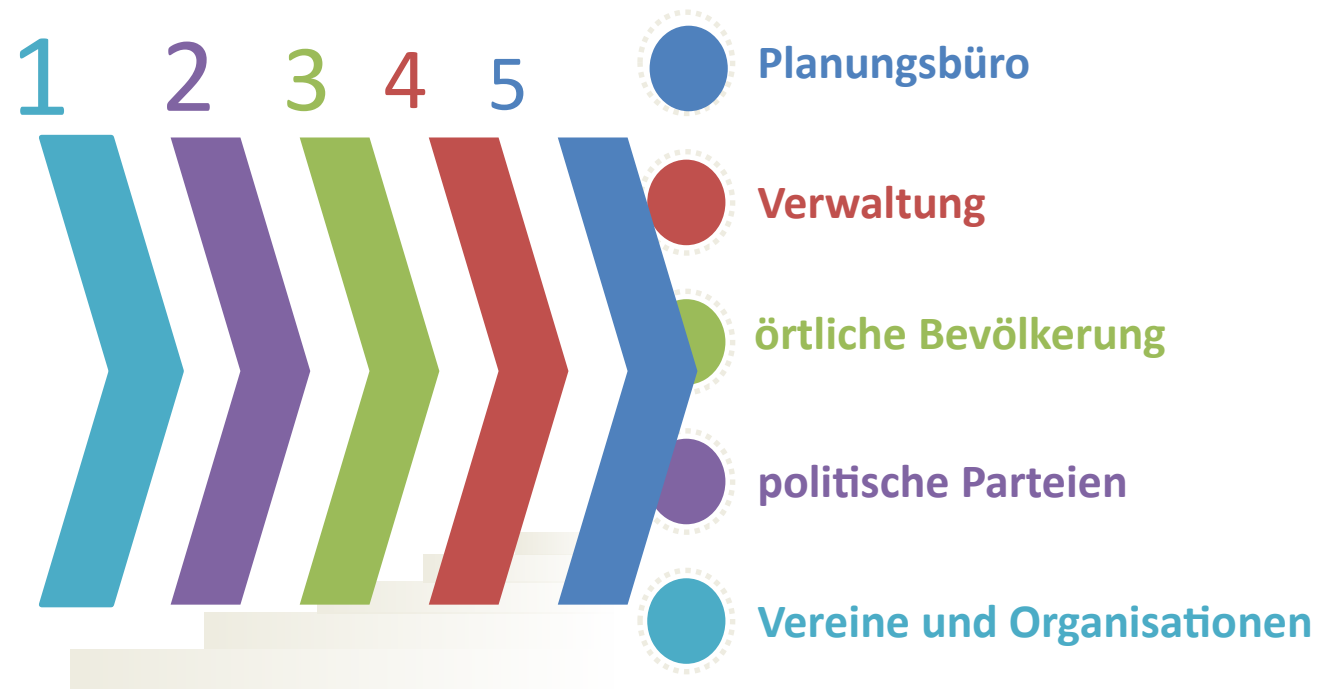 1 2 3 4 5
Planungsbüro
Verwaltung
örtliche Bevölkerung
politische Parteien
Vereine und Organisationen